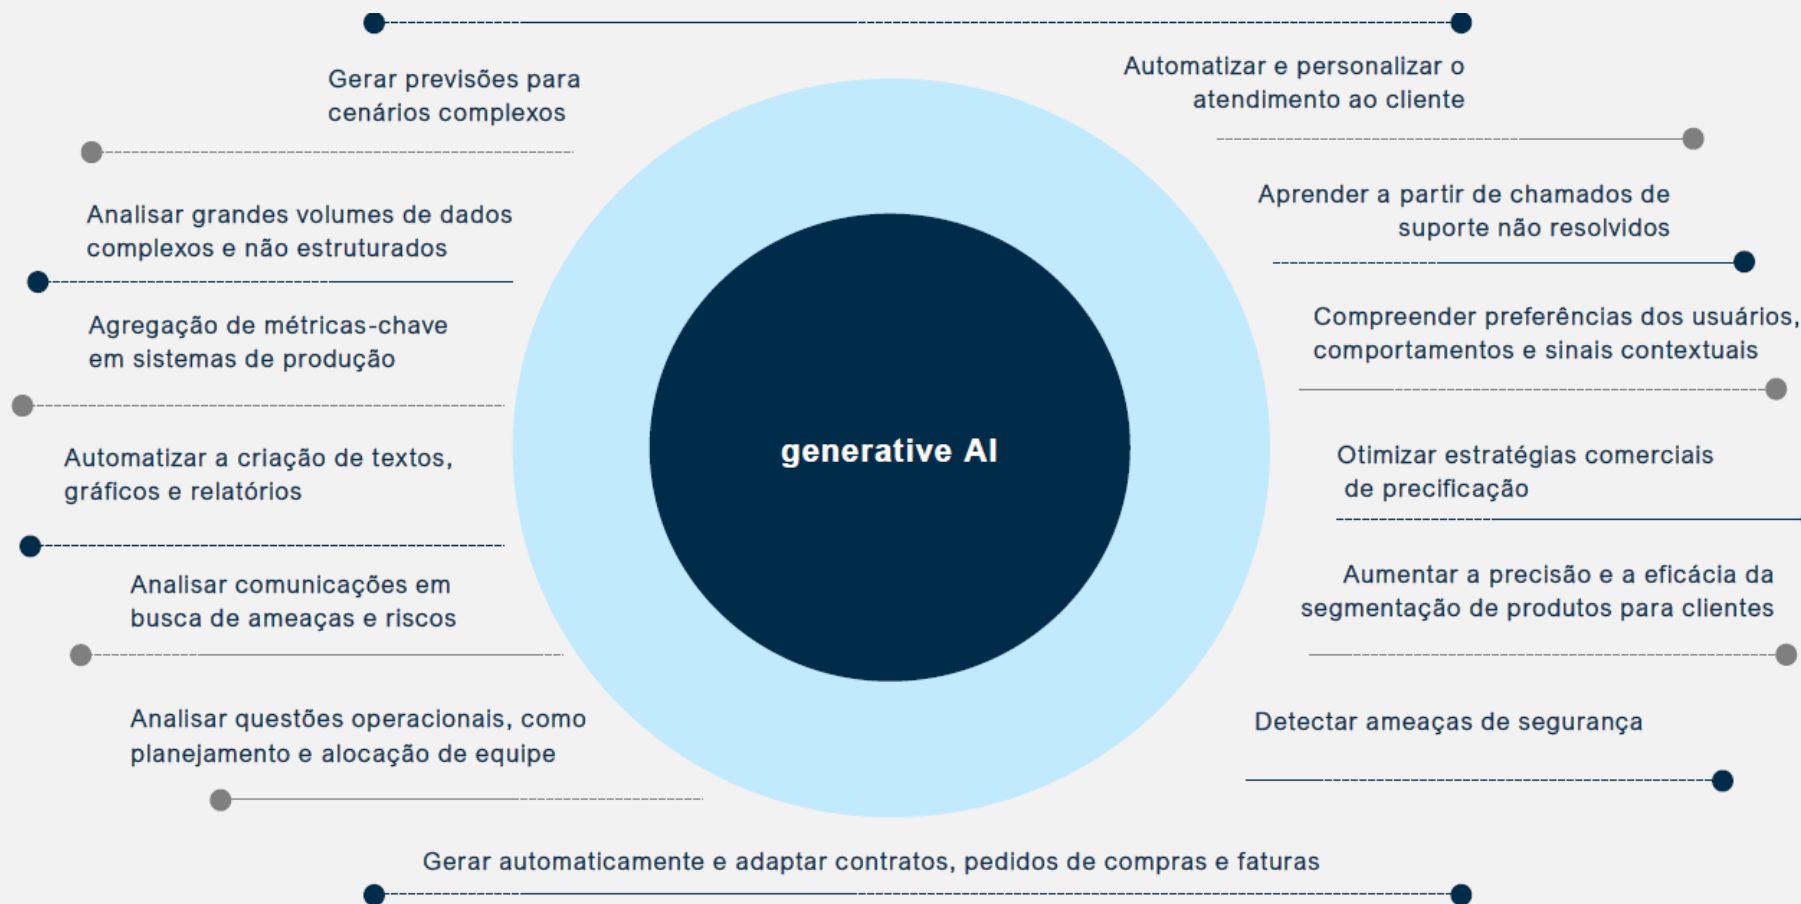 Gerar previsões para
cenários complexos
Analisar grandes volumes de dados
complexos e não estruturados
Agregação de métricas-chave
em sistemas de produção
Automatizar a criação de textos,
gráficos e relatórios
Analisar comunicações em
busca de ameaças e riscos
Analisar questões operacionais, como
planejamento e alocação de equipe
generative AI
Automatizar e personalizar o
atendimento ao cliente
Aprender a partir de chamados de
suporte não resolvidos
Compreender preferências dos usuários,
comportamentos e sinais contextuais
Otimizar estratégias comerciais
de precificação
Aumentar a precisão e a eficácia da
segmentação de produtos para clientes
Detectar ameaças de segurança
Gerar automaticamente e adaptar contratos, pedidos de compras e faturas